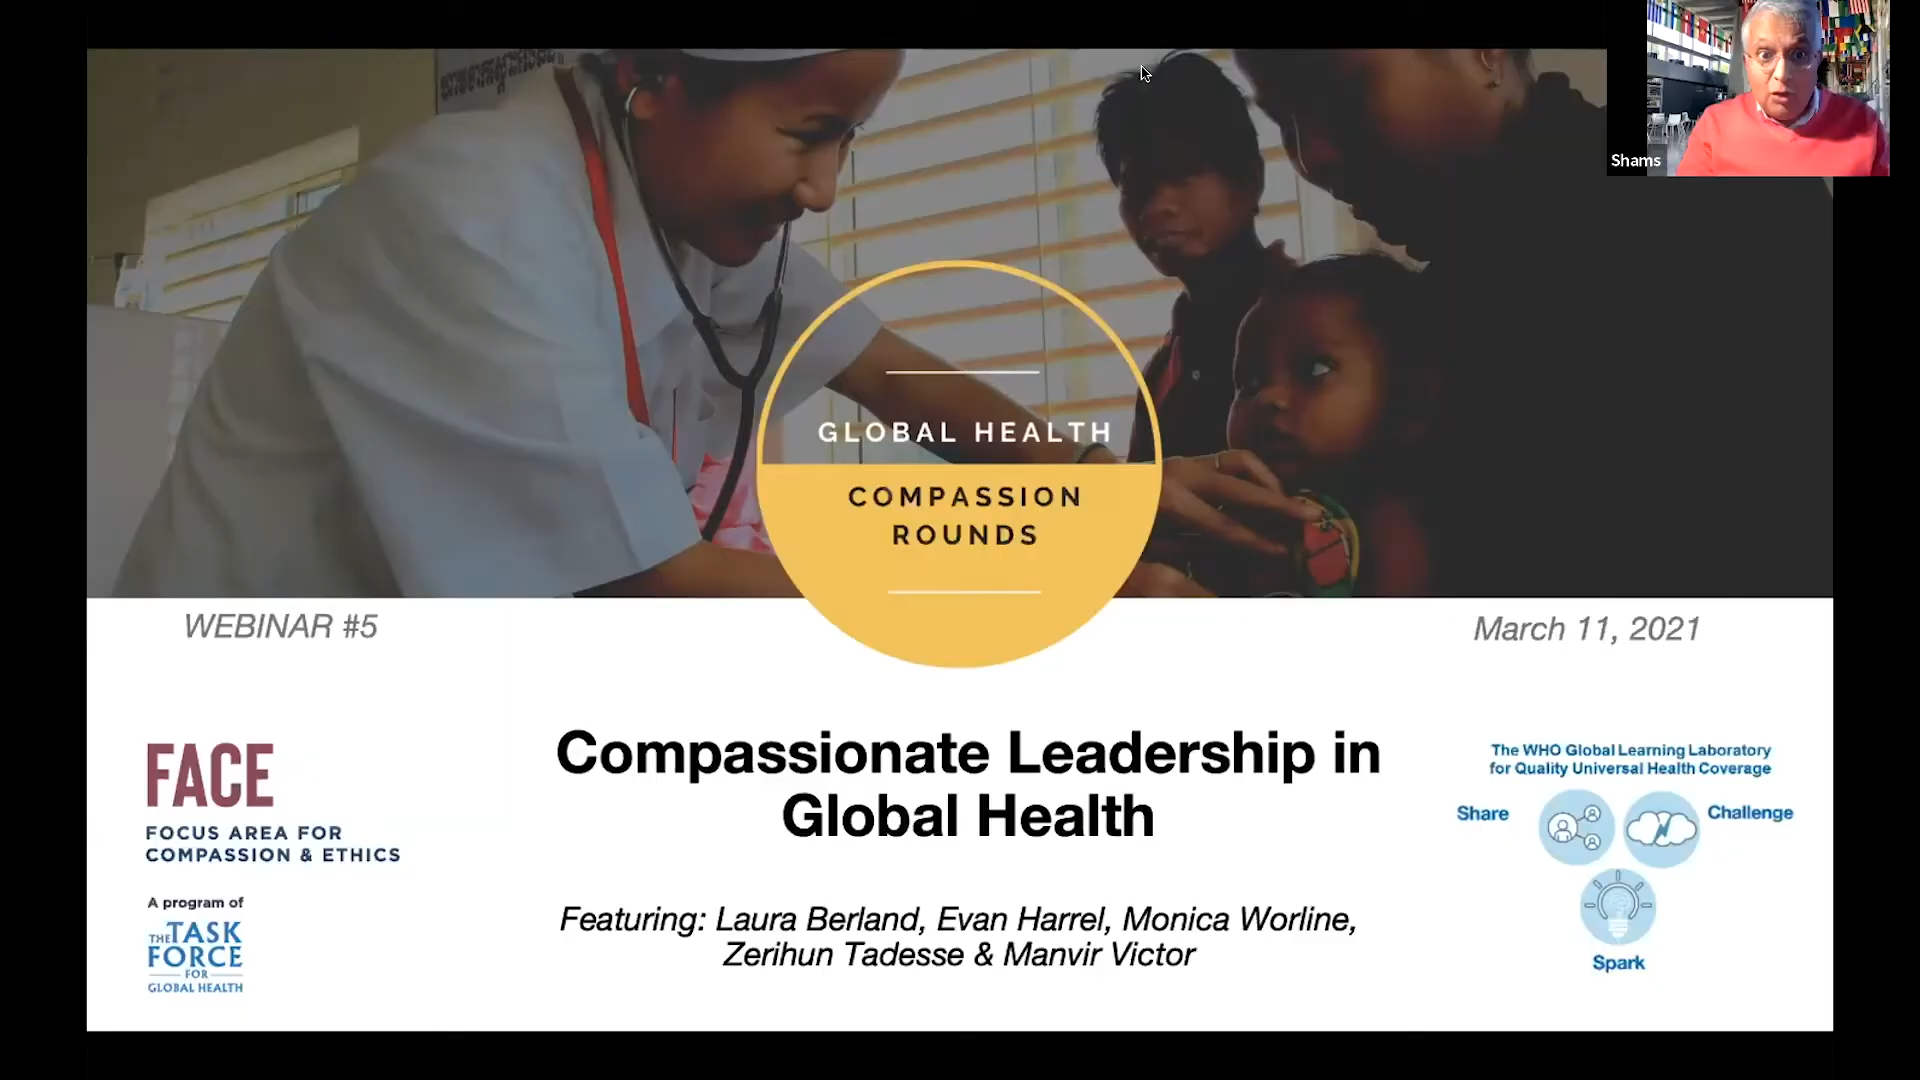 Shams
GLOBAL HEALTH
COMPASSION
ROUNDS
WEBINAR #5
March 11, 2021
FACE
FOCUS AREA FOR
COMPASSION & ETHICS
A program of
THE TASK
FORCE
FOR
GLOBAL HEALTH
Compassionate Leadership in
Global Health
Featuring: Laura Berland, Evan Harrel, Monica Worline,
Zerihun Tadesse & Manvir Victor
The WHO Global Learning Laboratory
for Quality Universal Health Coverage
Share
Challenge
Spark